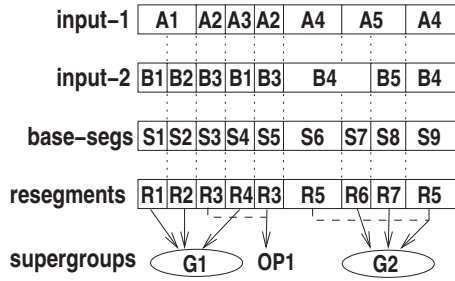 input-1 A1 A2 A3 A2 A4 A5 A4
input-2 B1 B2 B3 B1 B3 B4 B5 B4
base-segs S1 S2 S3 S4 S5 S6 S7 S8 S9
resegments R1 R2 R3 R4 R3 R5 R6 R7 R5
supergroups G1 OP1 G2